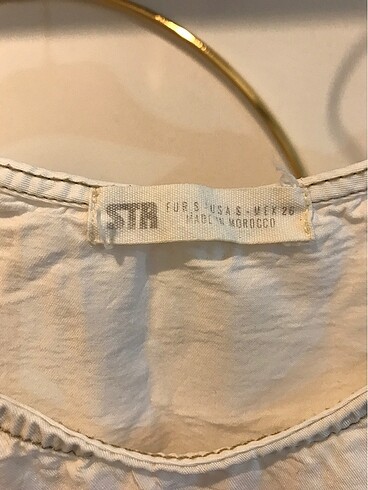 STR
EUR S - USA S - MEX 26
MADE IN MOROCCO